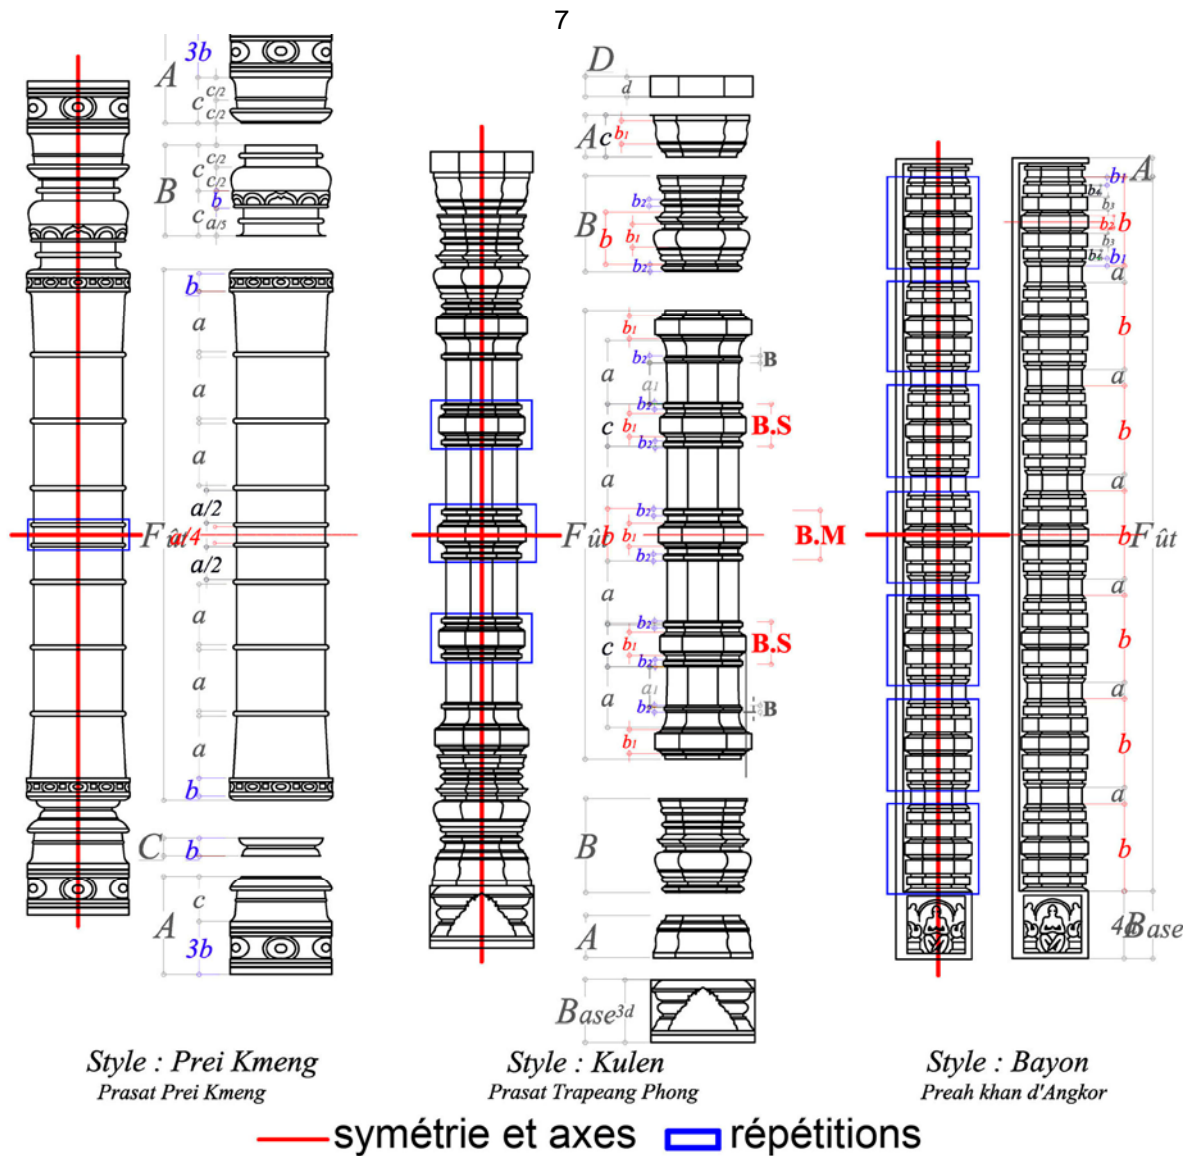 7
3b
A
c/2
c
c/2
c/2
c
c/2
B
b
c
a/5
b
a
a
a
a/2
Fût
a/4
a/2
a
a
a
b
C
b
c
A
3b
D
d
A
c
b1
B
b2
b
b1
b2
b1
b2
B
a
a1
b2
c
b1
B.S
b2
a
b2
Fût
b
b1
B.M
b2
a
b2
c
b1
B.S
b2
a
a1
b2
B
b1
B
A
Base
3d
A
b1
b2
b3
b2
b
b3
b2
b1
a
b
a
b
a
b
Fût
a
b
a
b
a
b
4d
Base
Style : Prei Kmeng
Prasat Prei Kmeng
Style : Kulen
Prasat Trapeang Phong
Style : Bayon
Preah khan d'Angkor
symétrie et axes
répétitions